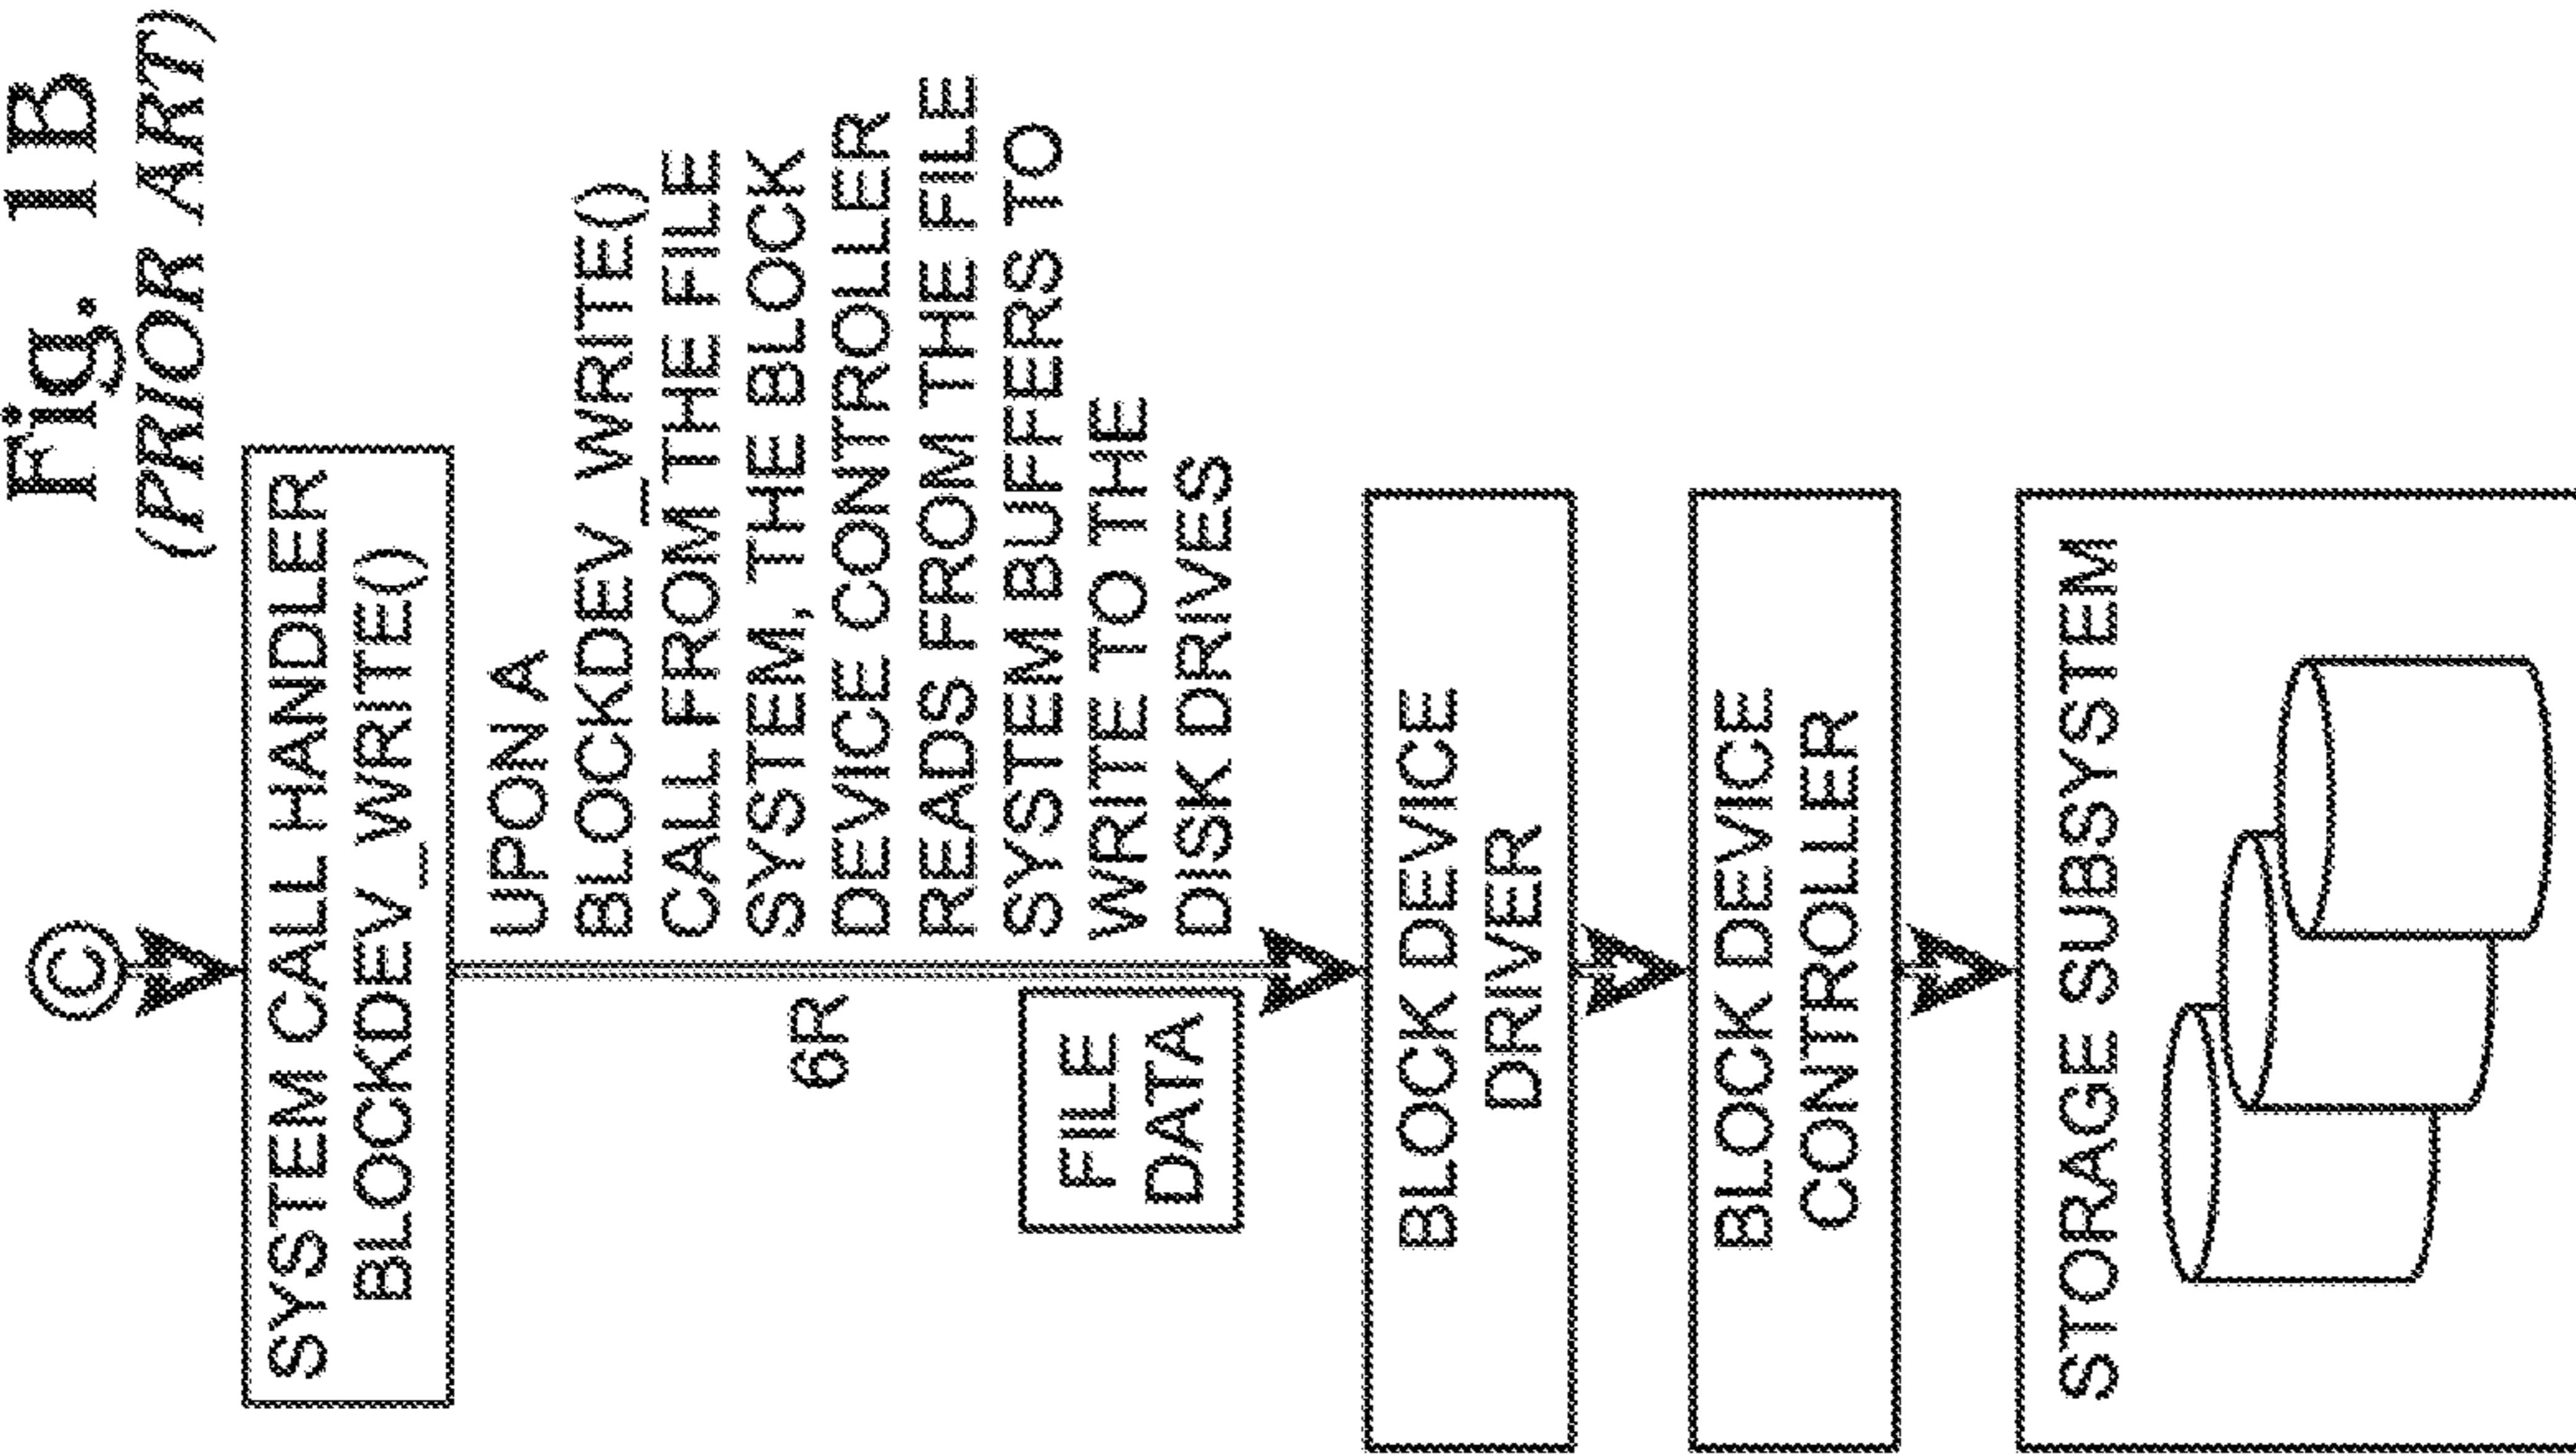 Fig. 1B
(PRIOR ART)
C
SYSTEM CALL HANDLER
BLOCKDEV_WRITE()
UPON A
BLOCKDEV_WRITE()
CALL FROM THE FILE
SYSTEM, THE BLOCK
DEVICE CONTROLLER
READS FROM THE FILE
SYSTEM BUFFERS TO
WRITE TO THE
DISK DRIVES
6R
FILE
DATA
BLOCK DEVICE
DRIVER
BLOCK DEVICE
CONTROLLER
STORAGE SUBSYSTEM